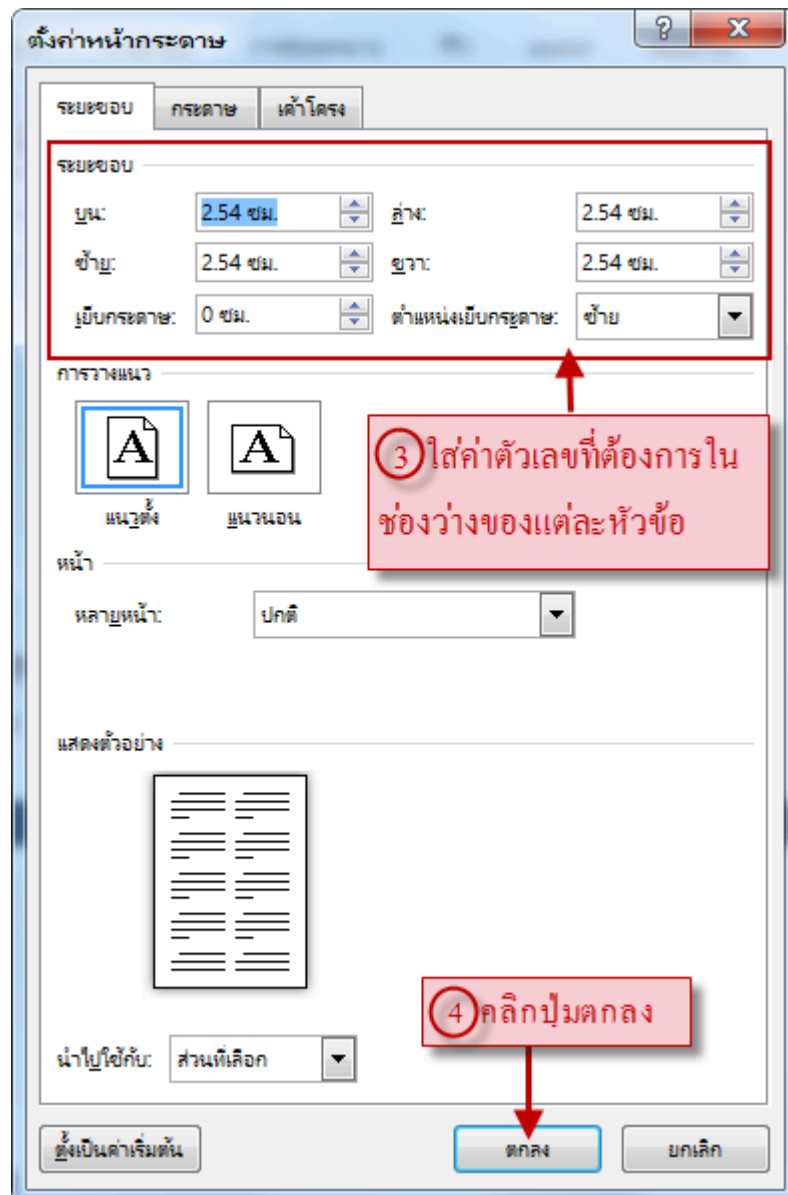 ตั้งค่าหน้ากระดาษ
ระยะขอบ กระดาษ เค้าโครง
ระยะขอบ
บน: 2.54 ซม. ล่าง: 2.54 ซม.
ซ้าย: 2.54 ซม. ขวา: 2.54 ซม.
เย็บกระดาษ: 0 ซม. ตำแหน่งเย็บกระดาษ: ซ้าย
การวางแนว
A A
แนวตั้ง แนวนอน
3 ใส่ค่าตัวเลขที่ต้องการใน
ช่องว่างของแต่ละหัวข้อ
หน้า
หลายหน้า: ปกติ
แสดงตัวอย่าง
4 คลิกปุ่มตกลง
นำไปใช้กับ: ส่วนที่เลือก
ตั้งเป็นค่าเริ่มต้น ตกลง ยกเลิก